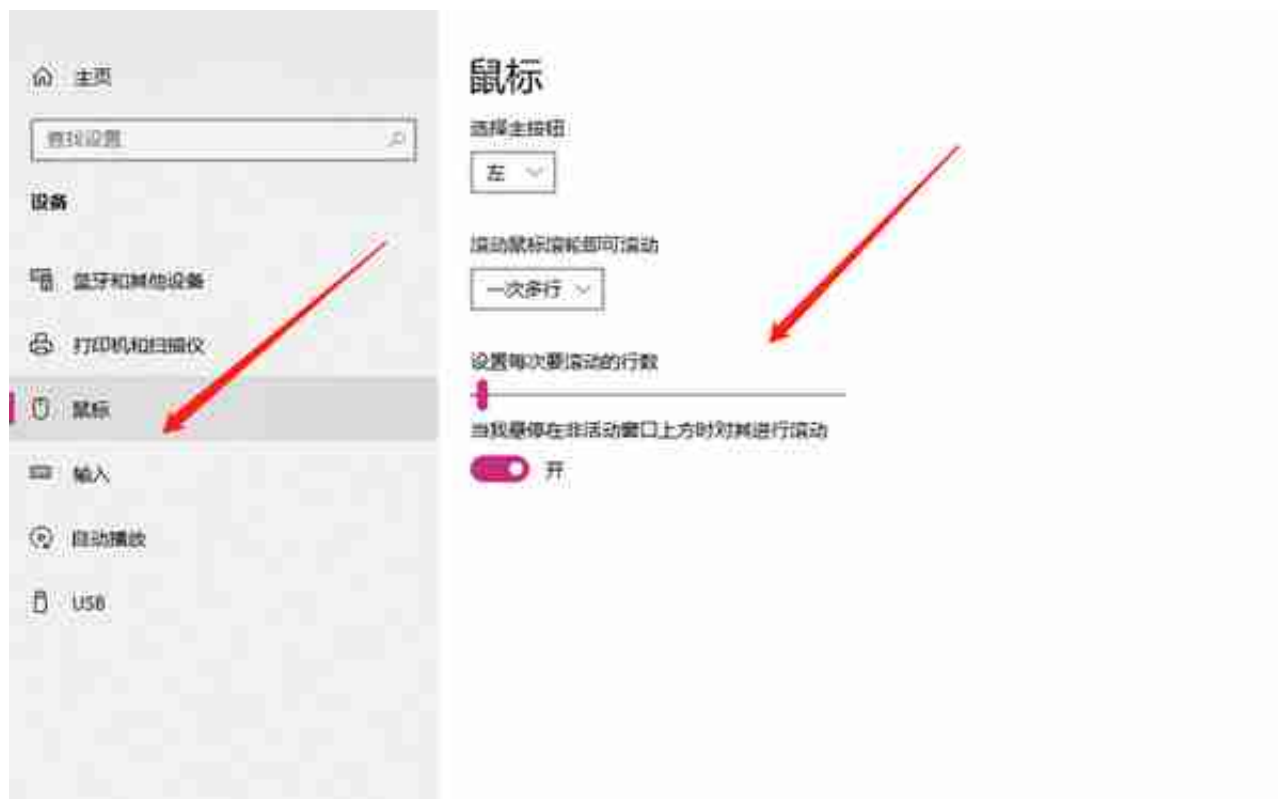 主页
查找设置
设备
蓝牙和其他设备
打印机和扫描仪
鼠标
输入
自动播放
USB
鼠标
选择主按钮
左
滚动鼠标滚轮即可滚动
一次多行
设置每次要滚动的行数
当我悬停在非活动窗口上方时对其进行滚动
开